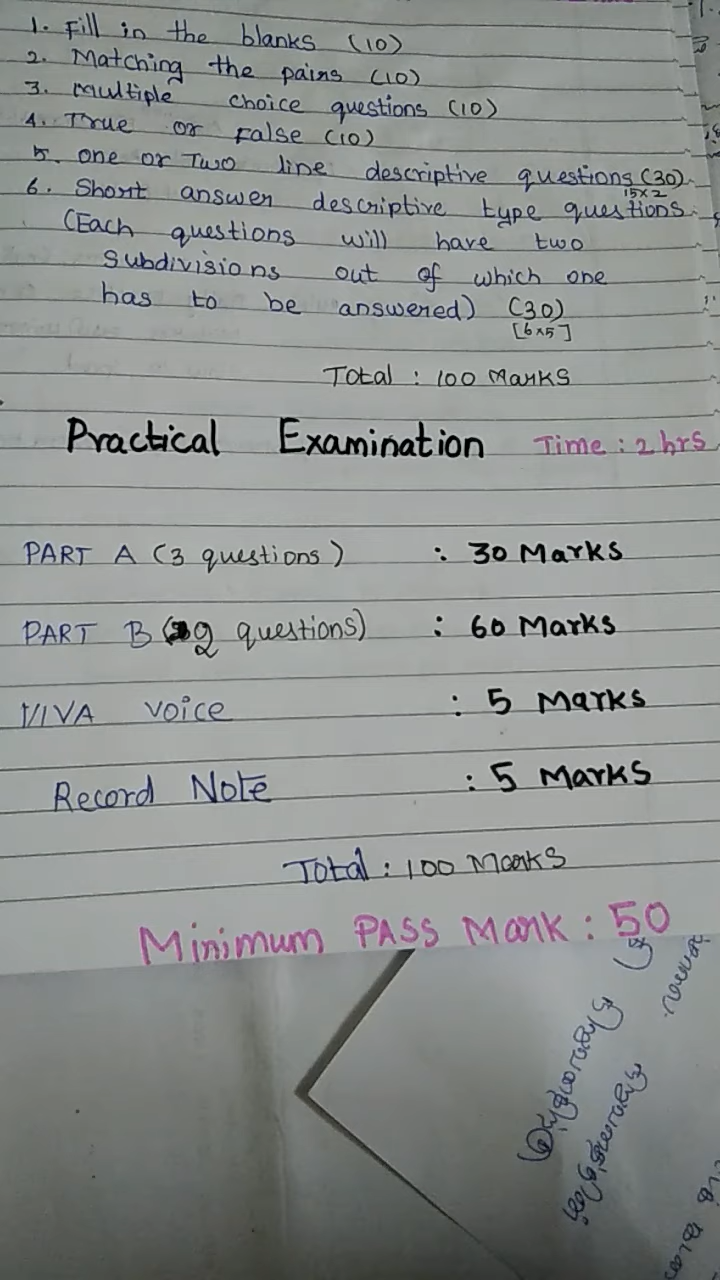 1. Fill in the blanks (10)
2. Matching the pairs (10)
3. Multiple choice questions (10)
4. True or False (10)
5. One or Two line descriptive questions (30)
15x2
6. Short answer descriptive type questions
(Each questions will have two
subdivisions out of which one
has to be answered) (30)
[6x5]
Total : 100 Marks
Practical Examination Time : 2 hrs
PART A (3 questions) : 30 Marks
PART B (2 questions) : 60 Marks
VIVA voice : 5 Marks
Record Note : 5 Marks
Total : 100 Marks
Minimum PASS Mark : 50